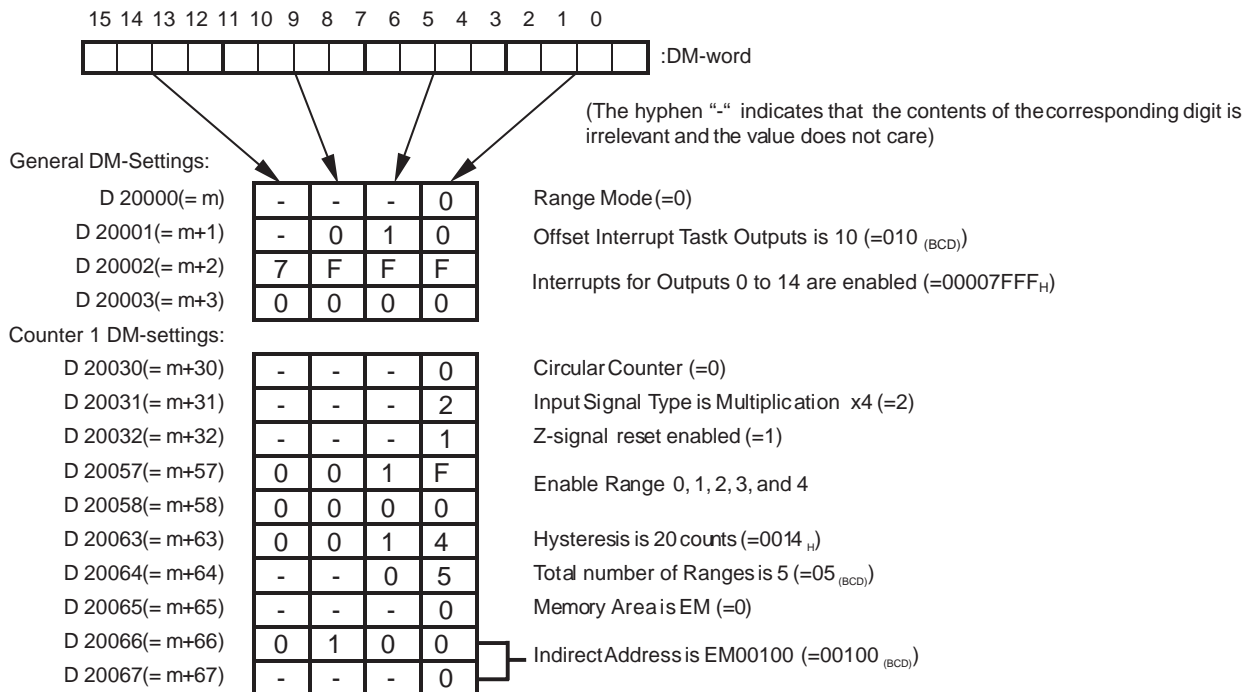 15 14 13 12 11 10 9 8 7 6 5 4 3 2 1 0
:DM-word
(The hyphen “-“ indicates that the contents of thecorresponding digit is
irrelevant and the value does not care)
General DM-Settings:
D 20000(= m) - - - 0 Range Mode (=0)
D 20001(= m+1) - 0 1 0 Offset Interrupt Tastk Outputs is 10 (=010 (BCD))
D 20002(= m+2) 7 F F F Interrupts for Outputs 0 to 14 are enabled (=00007FFFH)
D 20003(= m+3) 0 0 0 0
Counter 1 DM-settings:
D 20030(= m+30) - - - 0 Circular Counter (=0)
D 20031(= m+31) - - - 2 Input Signal Type is Multiplication x4 (=2)
D 20032(= m+32) - - - 1 Z-signal reset enabled (=1)
D 20057(= m+57) 0 0 1 F Enable Range 0, 1, 2, 3, and 4
D 20058(= m+58) 0 0 0 0
D 20063(= m+63) 0 0 1 4 Hysteresis is 20 counts (=0014 H)
D 20064(= m+64) - - 0 5 Total number of Ranges is 5 (=05 (BCD))
D 20065(= m+65) - - - 0 Memory Area is EM (=0)
D 20066(= m+66) 0 1 0 0 Indirect Address is EM00100 (=00100 (BCD))
D 20067(= m+67) - - - 0